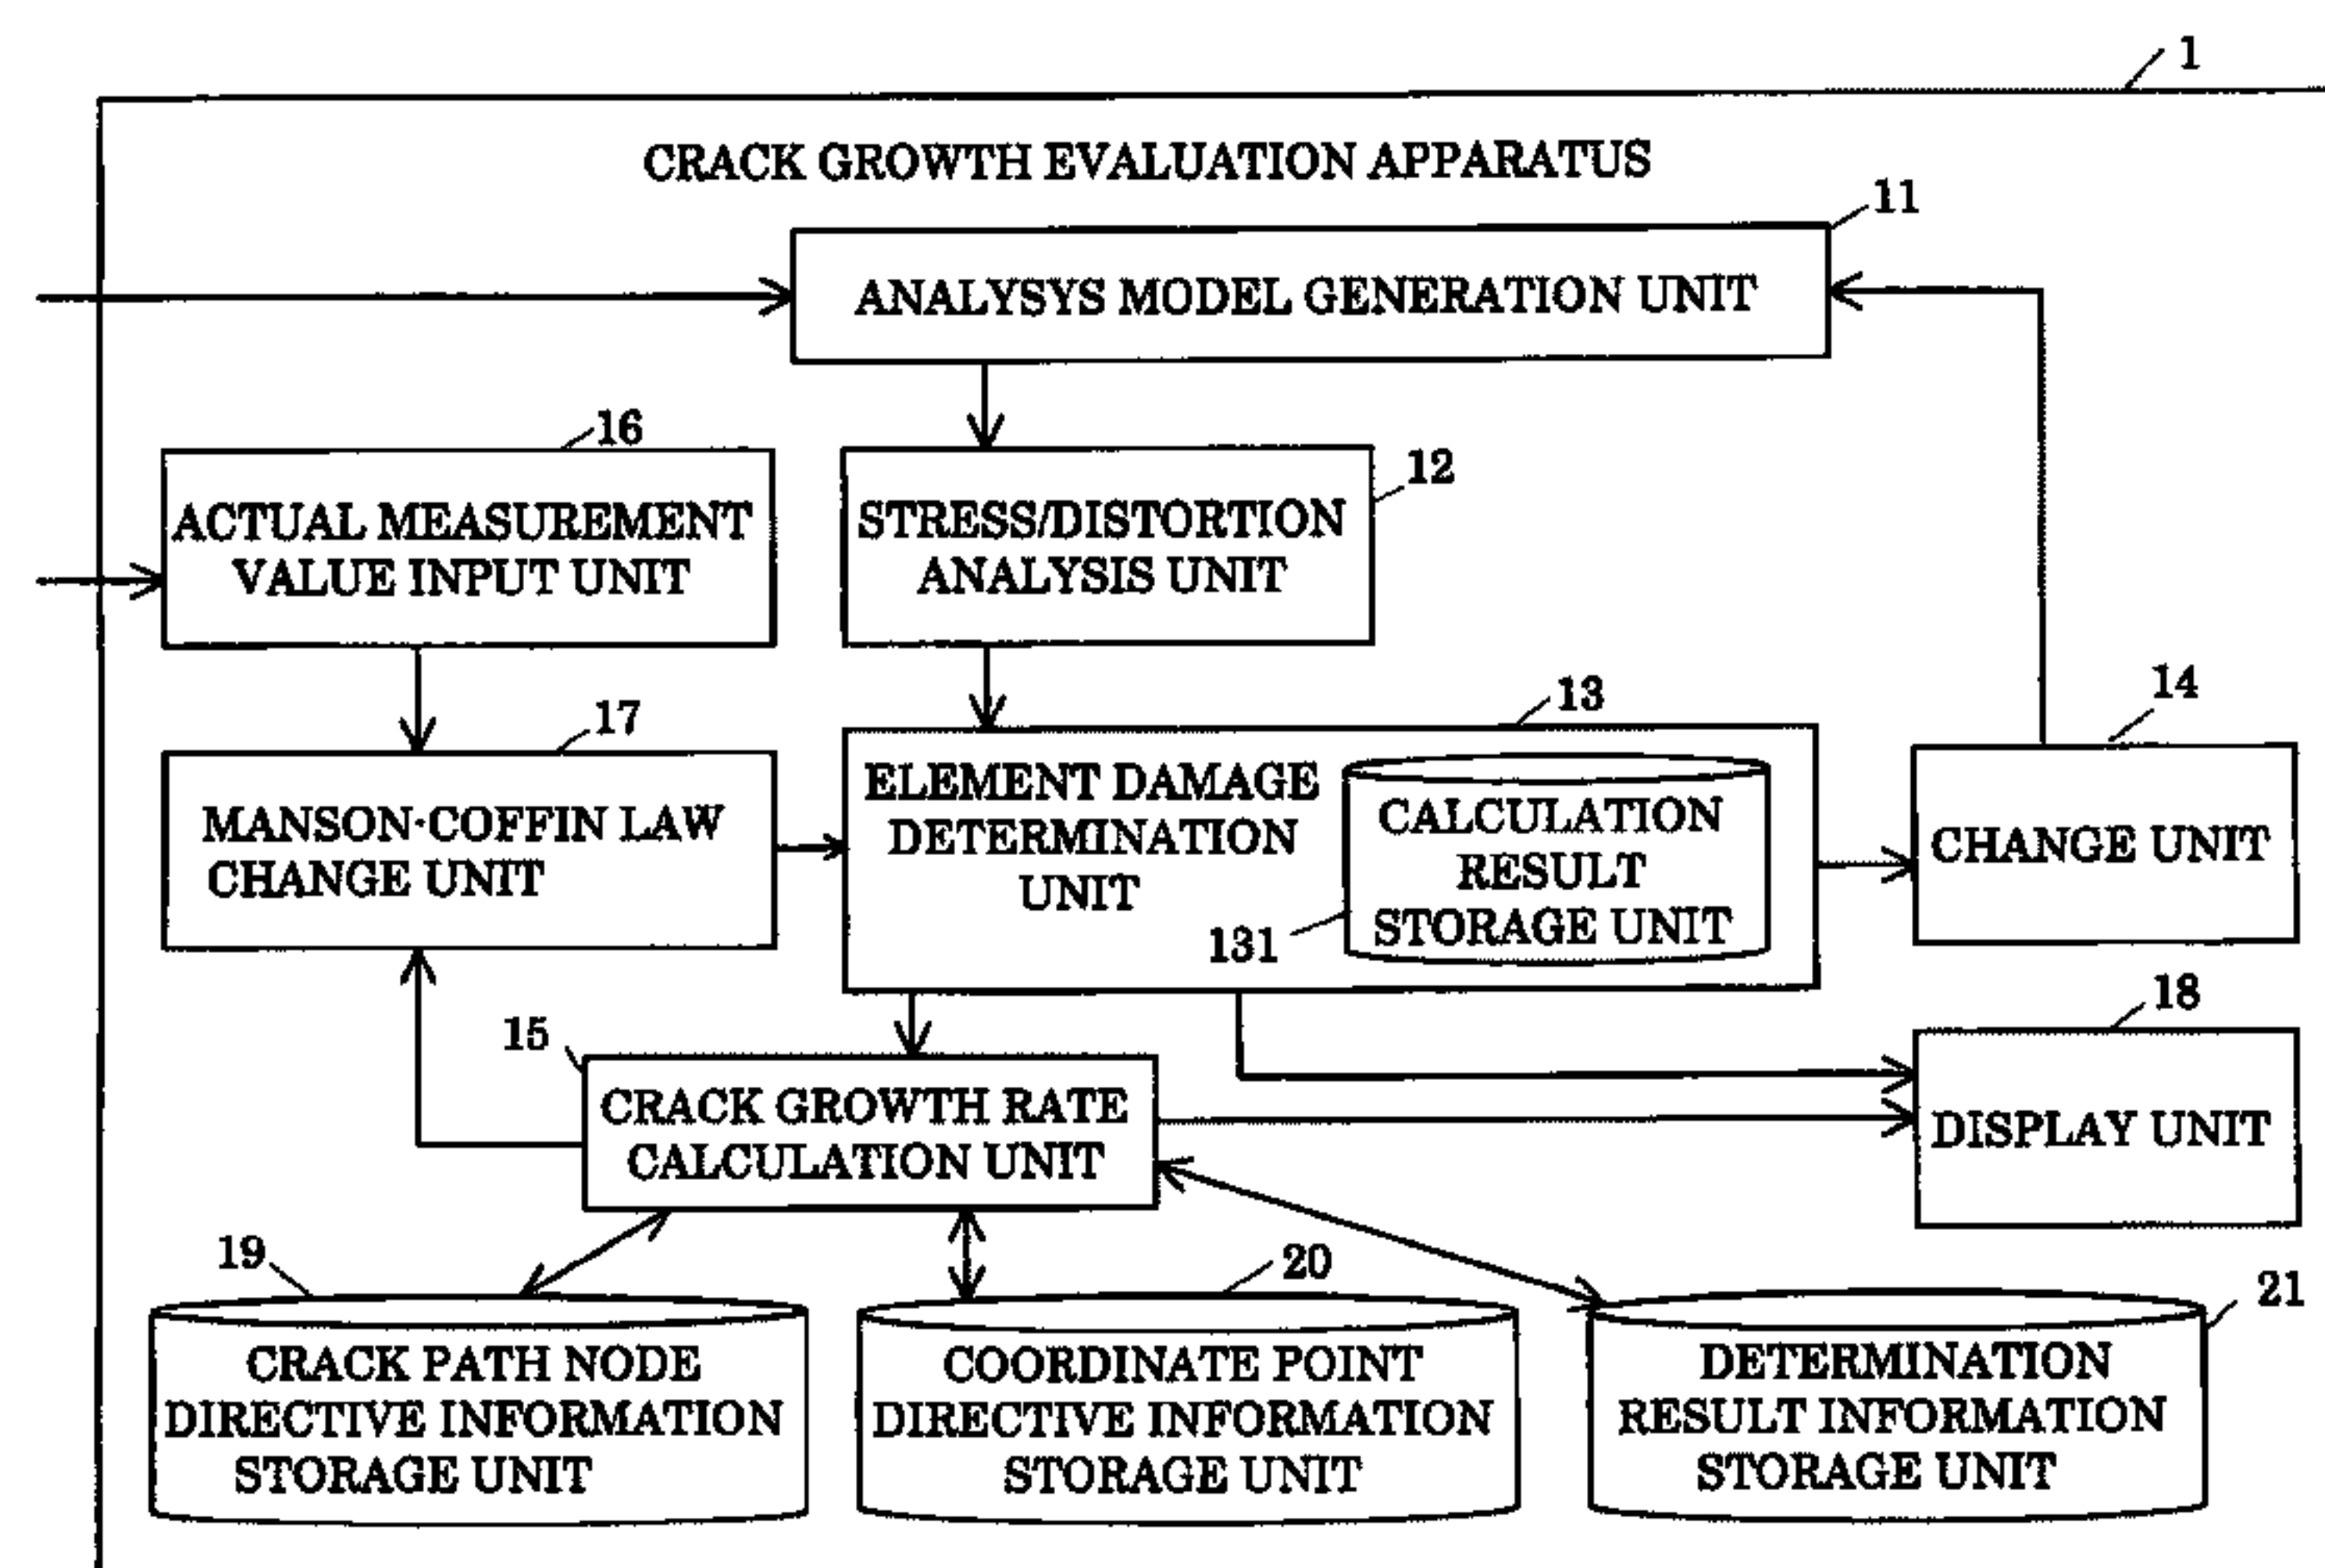 1
CRACK GROWTH EVALUATION APPARATUS
11
ANALYSYS MODEL GENERATION UNIT
16
ACTUAL MEASUREMENT
VALUE INPUT UNIT
12
STRESS/DISTORTION
ANALYSIS UNIT
17
MANSON·COFFIN LAW
CHANGE UNIT
13
ELEMENT DAMAGE
DETERMINATION
UNIT
CALCULATION
RESULT
STORAGE UNIT
131
14
CHANGE UNIT
15
CRACK GROWTH RATE
CALCULATION UNIT
18
DISPLAY UNIT
19
CRACK PATH NODE
DIRECTIVE INFORMATION
STORAGE UNIT
20
COORDINATE POINT
DIRECTIVE INFORMATION
STORAGE UNIT
21
DETERMINATION
RESULT INFORMATION
STORAGE UNIT